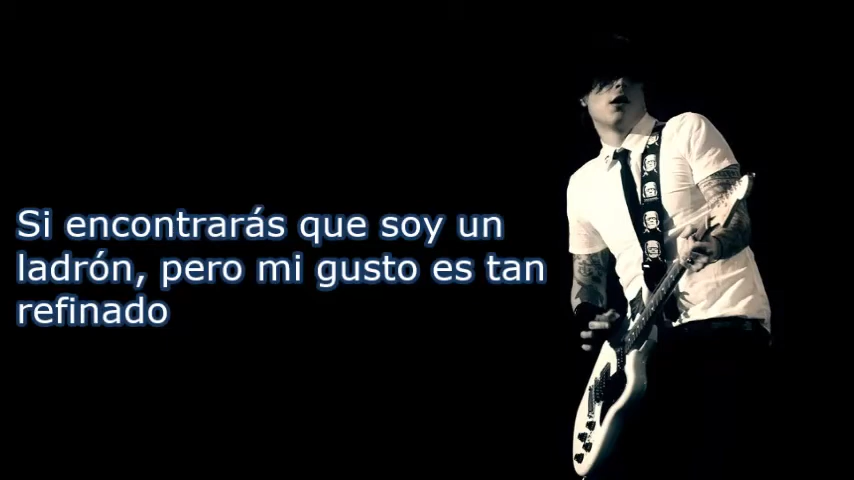 Si encontrarás que soy un
ladrón, pero mi gusto es tan
refinado